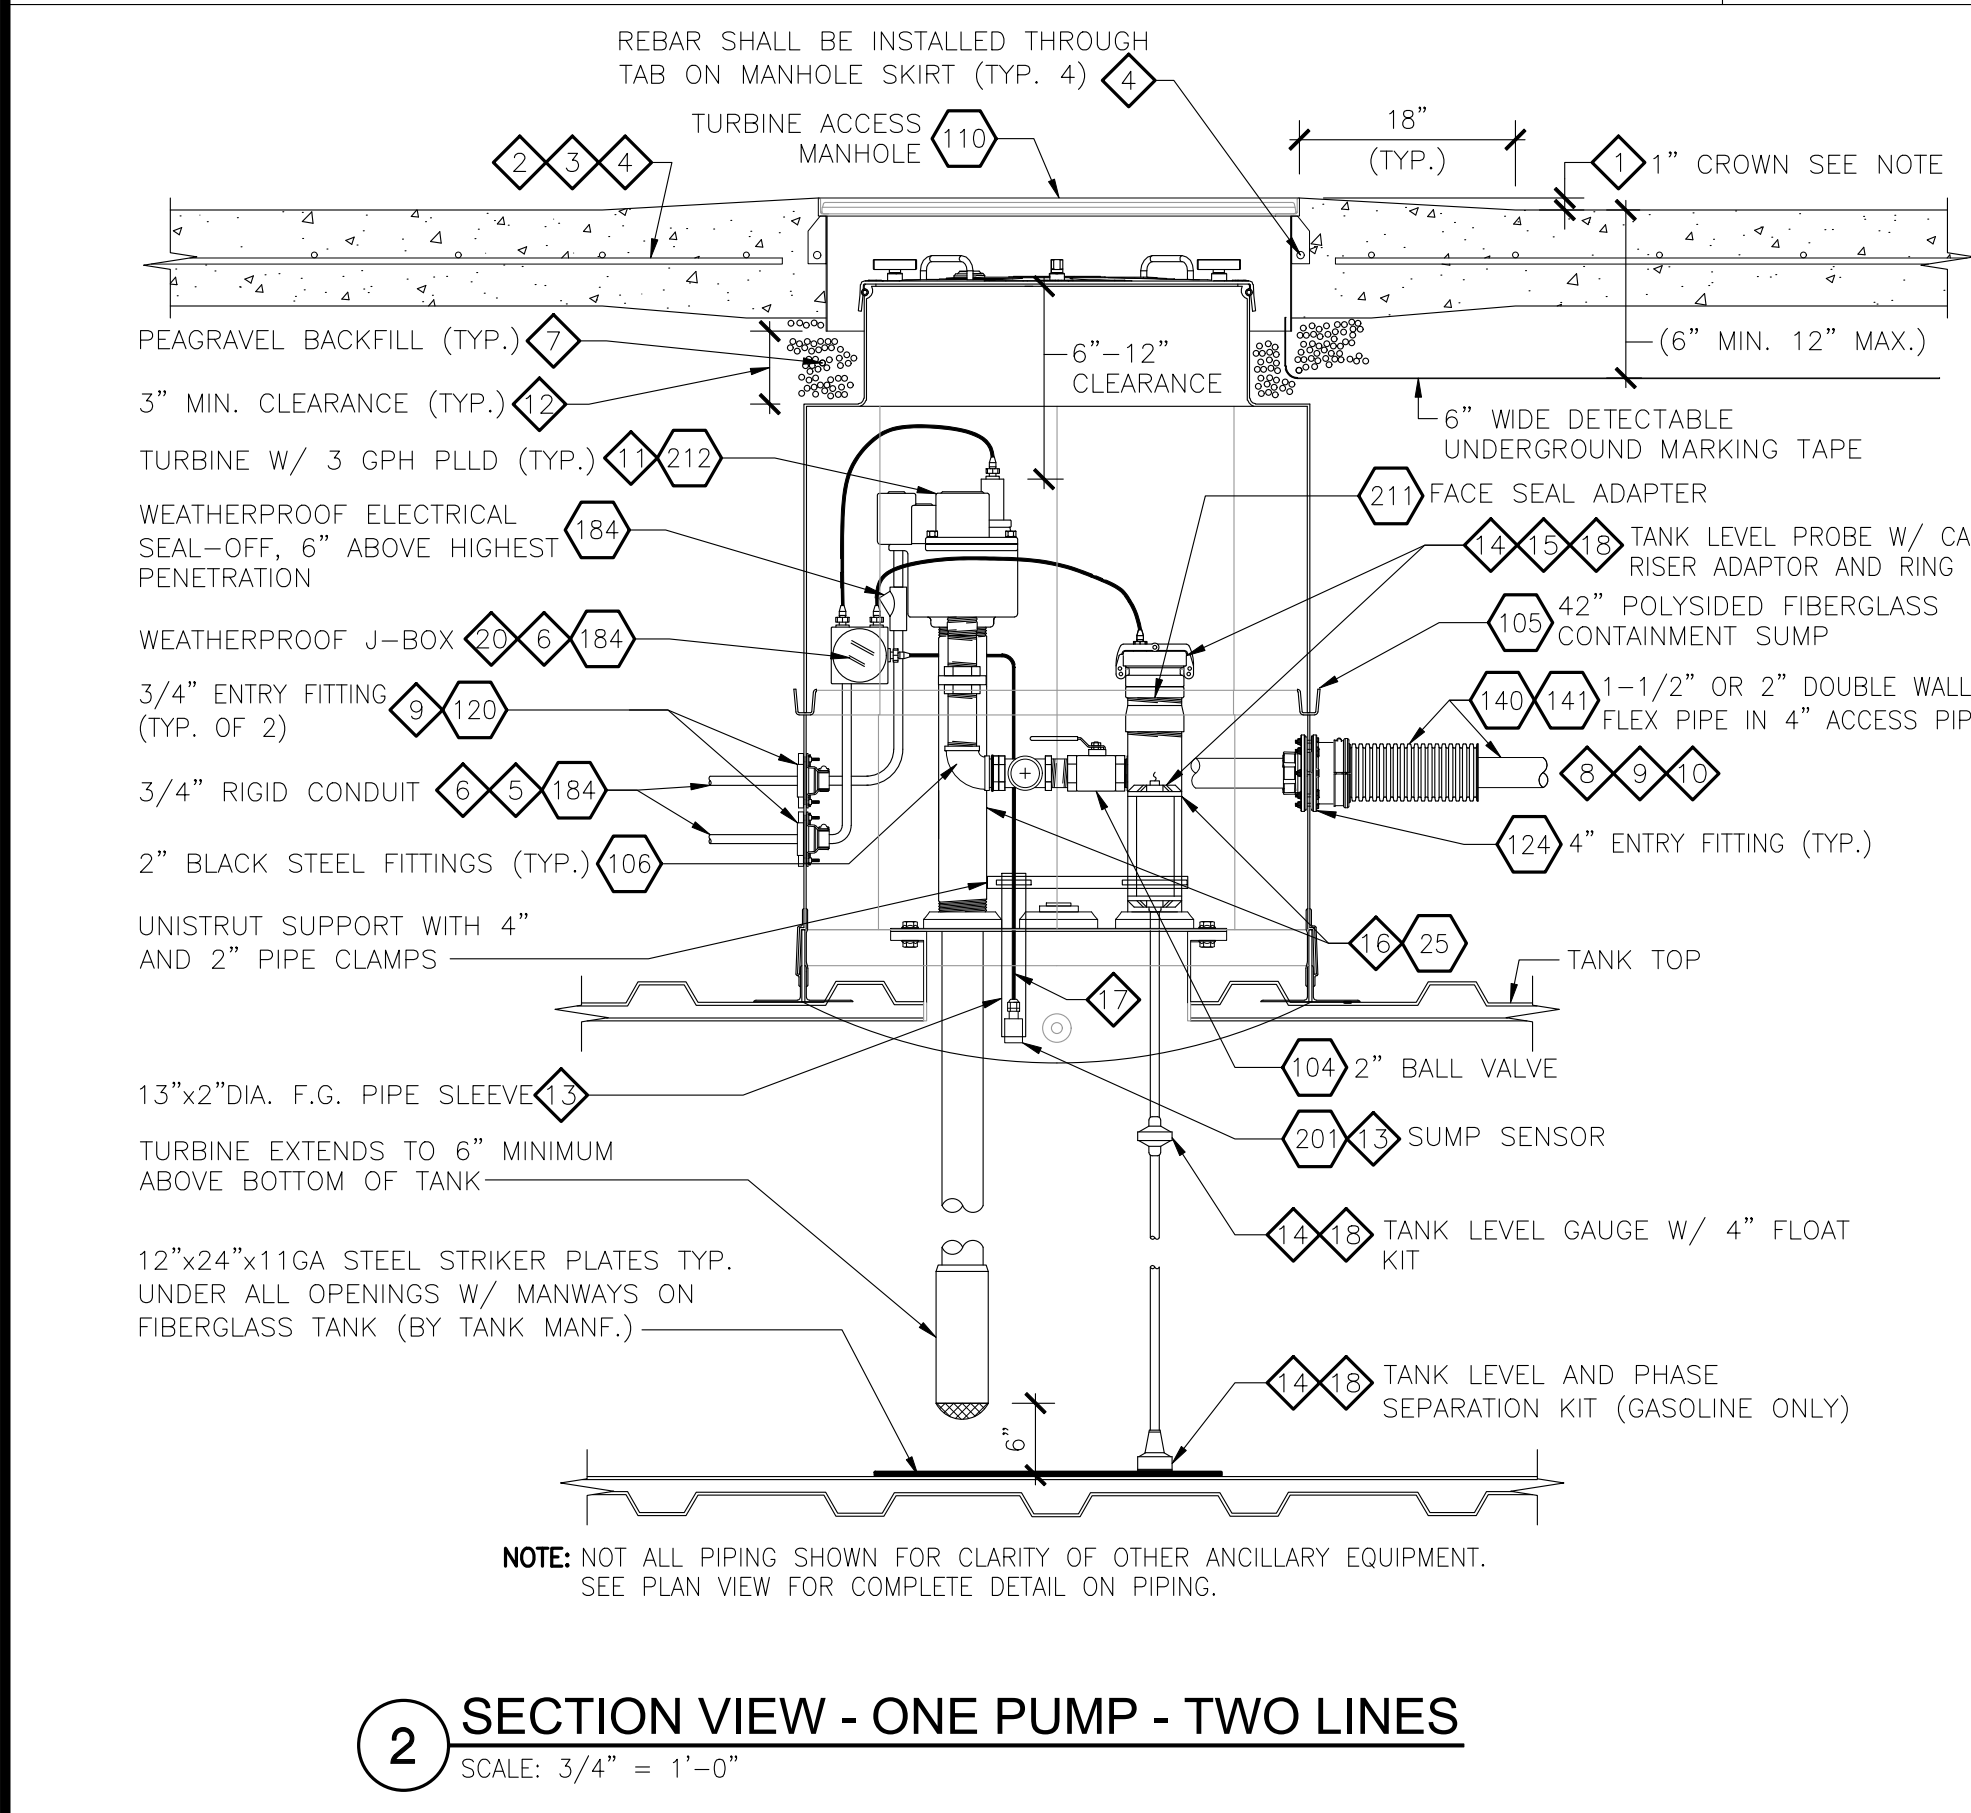 REBAR SHALL BE INSTALLED THROUGH
TAB ON MANHOLE SKIRT (TYP. 4) 4
TURBINE ACCESS
MANHOLE 110
18"
(TYP.)
2 3 4
1 1" CROWN SEE NOTE
PEAGRAVEL BACKFILL (TYP.) 7
(6" MIN. 12" MAX.)
6"-12"
CLEARANCE
3" MIN. CLEARANCE (TYP.) 12
6" WIDE DETECTABLE
UNDERGROUND MARKING TAPE
TURBINE W/ 3 GPH PLLD (TYP.) 11 212
211 FACE SEAL ADAPTER
WEATHERPROOF ELECTRICAL
SEAL-OFF, 6" ABOVE HIGHEST
PENETRATION 184
14 15 18 TANK LEVEL PROBE W/ CA
RISER ADAPTOR AND RING
105 42" POLYSIDED FIBERGLASS
CONTAINMENT SUMP
WEATHERPROOF J-BOX 20 6 184
3/4" ENTRY FITTING
(TYP. OF 2) 9 120
140 141 1-1/2" OR 2" DOUBLE WALL
FLEX PIPE IN 4" ACCESS PIP
8 9 10
3/4" RIGID CONDUIT 6 5 184
124 4" ENTRY FITTING (TYP.)
2" BLACK STEEL FITTINGS (TYP.) 106
UNISTRUT SUPPORT WITH 4"
AND 2" PIPE CLAMPS
16 25
TANK TOP
17
104 2" BALL VALVE
13"x2"DIA. F.G. PIPE SLEEVE 13
201 13 SUMP SENSOR
TURBINE EXTENDS TO 6" MINIMUM
ABOVE BOTTOM OF TANK
14 18 TANK LEVEL GAUGE W/ 4" FLOAT
KIT
12"x24"x11GA STEEL STRIKER PLATES TYP.
UNDER ALL OPENINGS W/ MANWAYS ON
FIBERGLASS TANK (BY TANK MANF.)
14 18 TANK LEVEL AND PHASE
SEPARATION KIT (GASOLINE ONLY)
6"
NOTE: NOT ALL PIPING SHOWN FOR CLARITY OF OTHER ANCILLARY EQUIPMENT.
SEE PLAN VIEW FOR COMPLETE DETAIL ON PIPING.
2 SECTION VIEW - ONE PUMP - TWO LINES
SCALE: 3/4" = 1'-0"